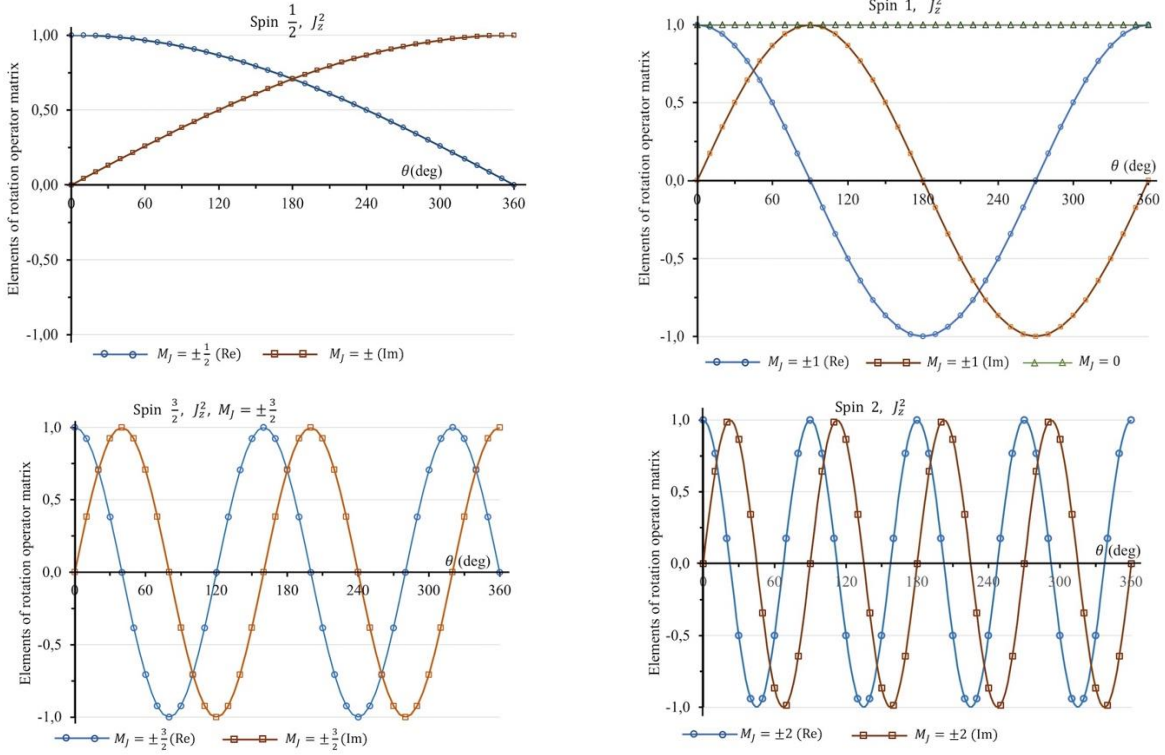 Spin 1/2, J_z^2
Elements of rotation operator matrix
1,00
0,50
0,00
-0,50
-1,00
0 60 120 180 240 300 360
θ(deg)
M_J = ±1/2 (Re) M_J = ± (Im)
Spin 1, J_z^2
Elements of rotation operator matrix
1,0
0,5
0,0
-0,5
-1,0
0 60 120 180 240 300 360
θ (deg)
M_J = ±1 (Re) M_J = ±1 (Im) M_J = 0
Spin 3/2, J_z^2, M_J = ±3/2
Elements of rotation operator matrix
1,0
0,5
0,0
-0,5
-1,0
0 60 120 180 240 300 360
θ (deg)
M_J = ±3/2(Re) M_J = ±3/2(Im)
Spin 2, J_z^2
Elements of rotation operator matrix
1,0
0,5
0,0
-0,5
-1,0
0 60 120 180 240 300 360
θ (deg)
M_J = ±2 (Re) M_J = ±2 (Im)